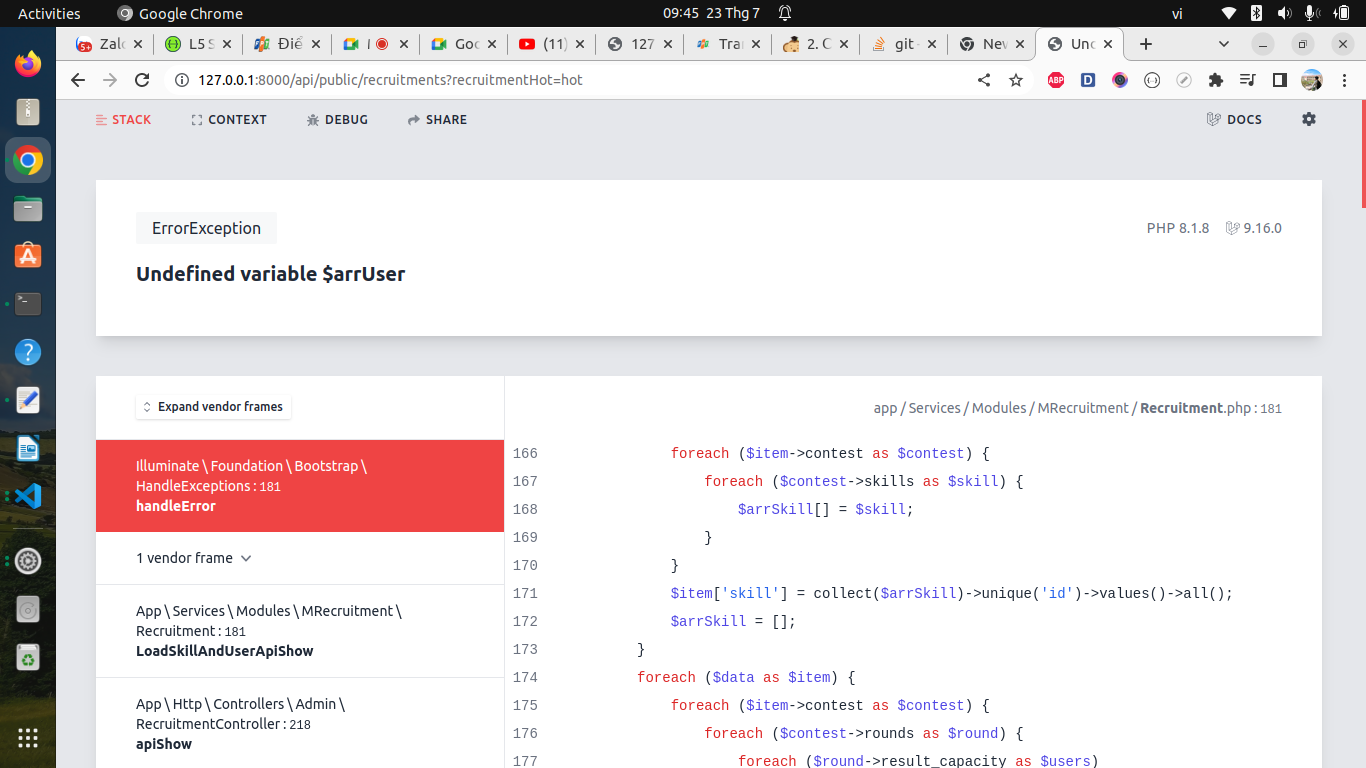 Activities
Google Chrome
09:45 23 Thg 7
vi
Zalo
L5 S
Điề
M
Goo
(11)
127
Tra
2. C
git
Nev
Und
127.0.0.1:8000/api/public/recruitments?recruitmentHot=hot
ABP
D
STACK
CONTEXT
DEBUG
SHARE
DOCS
ErrorException
PHP 8.1.8
9.16.0
Undefined variable $arrUser
Expand vendor frames
app / Services / Modules / MRecruitment / Recruitment.php : 181
Illuminate \ Foundation \ Bootstrap \
HandleExceptions : 181
handleError
1 vendor frame
App \ Services \ Modules \ MRecruitment \
Recruitment : 181
LoadSkillAndUserApiShow
App \ Http \ Controllers \ Admin \
RecruitmentController : 218
apiShow
166 foreach ($item->contest as $contest) {
167 foreach ($contest->skills as $skill) {
168 $arrSkill[] = $skill;
169 }
170 }
171 $item['skill'] = collect($arrSkill)->unique('id')->values()->all();
172 $arrSkill = [];
173 }
174 foreach ($data as $item) {
175 foreach ($item->contest as $contest) {
176 foreach ($contest->rounds as $round) {
177 foreach ($round->result_capacity as $users)